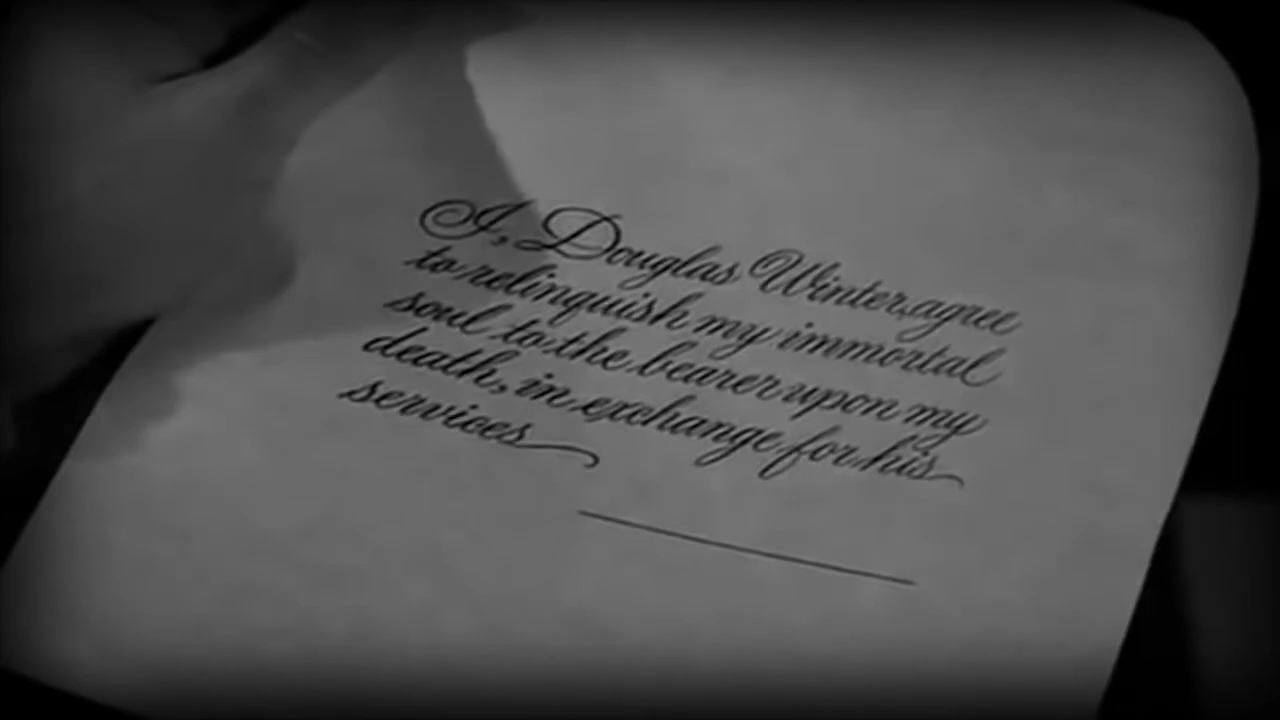 I, Douglas Winter, agree
to relinquish my immortal
soul to the bearer upon my
death, in exchange for his
services